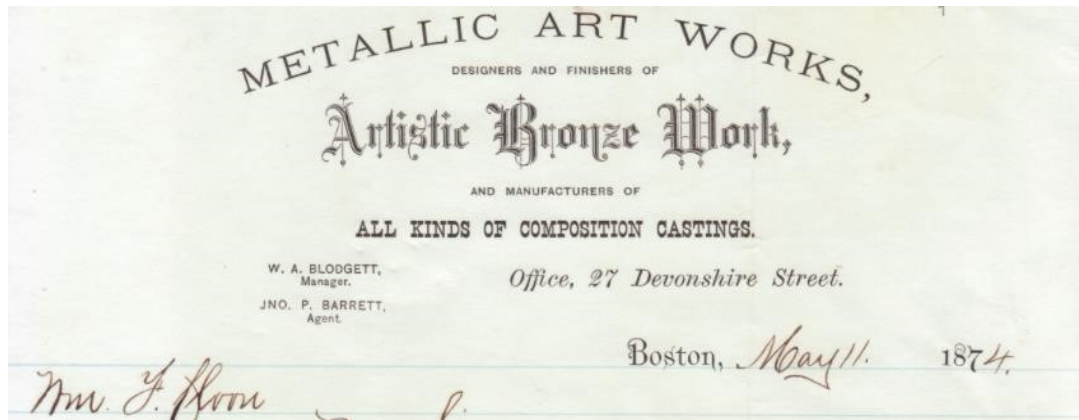 METALLIC ART WORKS,
DESIGNERS AND FINISHERS OF
Artistic Bronze Work,
AND MANUFACTURERS OF
ALL KINDS OF COMPOSITION CASTINGS.
W. A. BLODGETT,
Manager.
Office, 27 Devonshire Street.
JNO. P. BARRETT,
Agent.
Boston, May 11. 1874.
Wm. F.